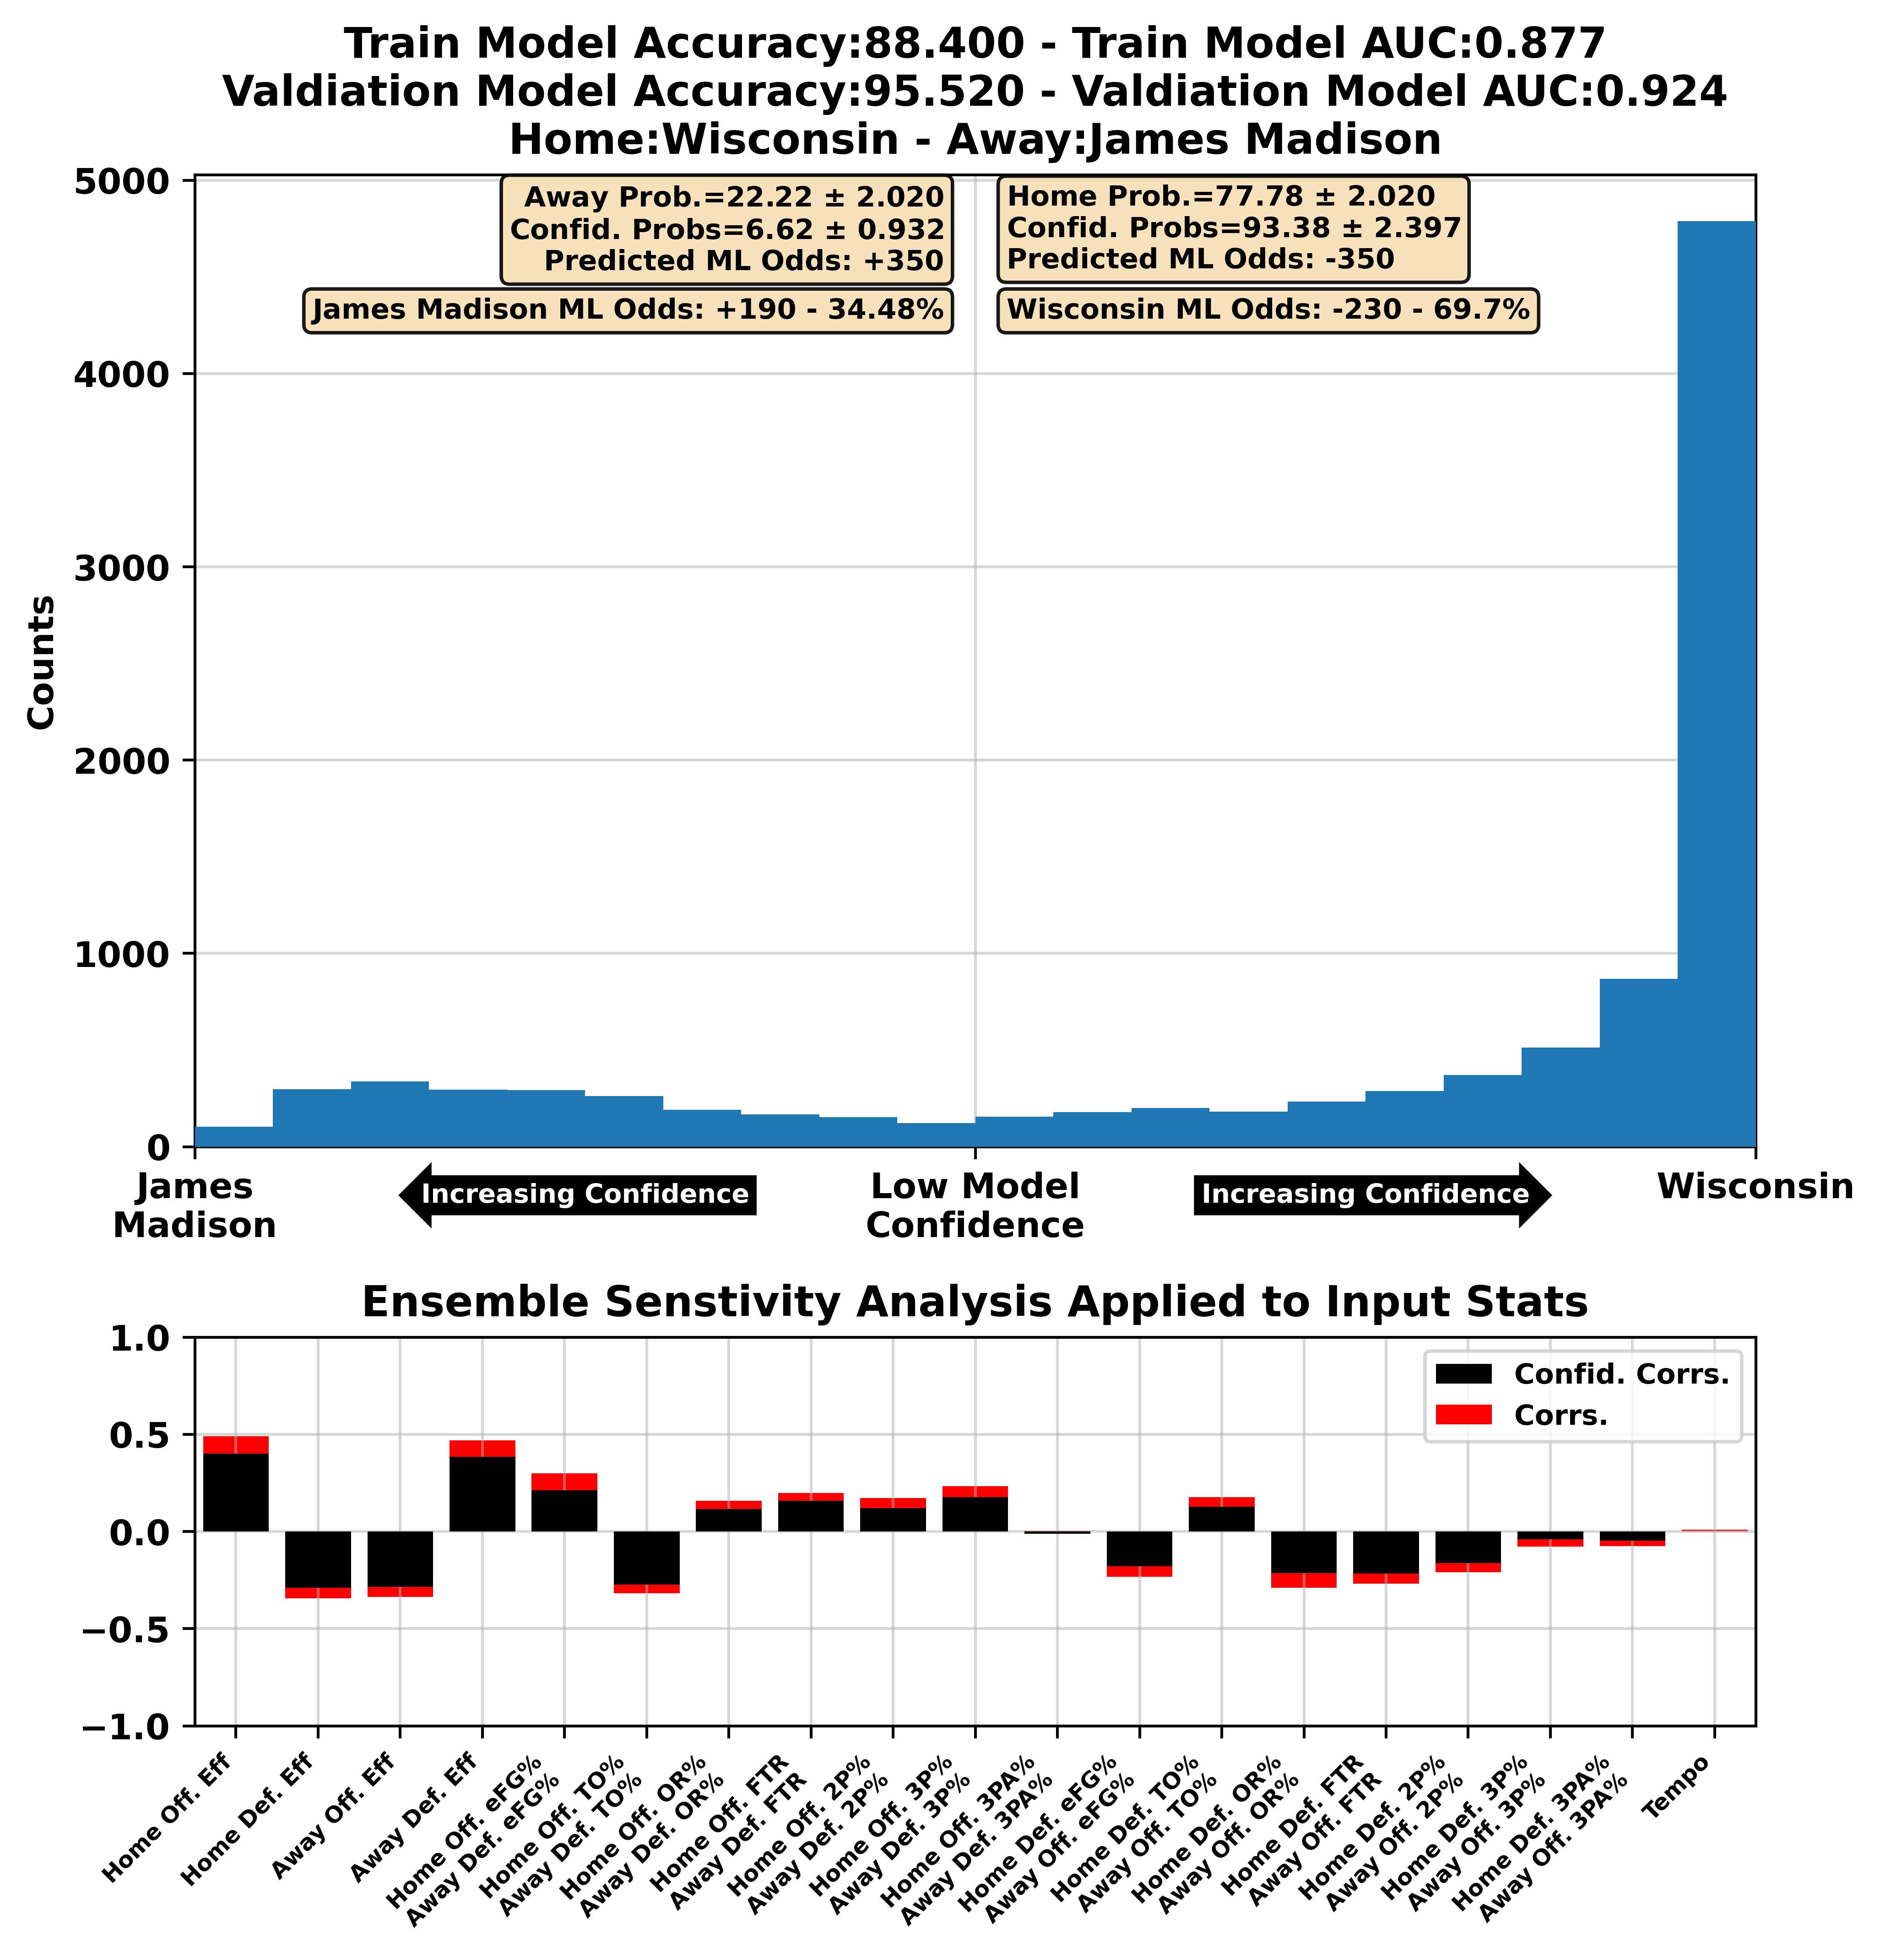 Train Model Accuracy:88.400 - Train Model AUC:0.877
Valdiation Model Accuracy:95.520 - Valdiation Model AUC:0.924
Home:Wisconsin - Away:James Madison
Away Prob.=22.22 ± 2.020
Confid. Probs=6.62 ± 0.932
Predicted ML Odds: +350
James Madison ML Odds: +190 - 34.48%
Home Prob.=77.78 ± 2.020
Confid. Probs=93.38 ± 2.397
Predicted ML Odds: -350
Wisconsin ML Odds: -230 - 69.7%
Counts
5000
4000
3000
2000
1000
0
James
Madison
Increasing Confidence
Low Model
Confidence
Increasing Confidence
Wisconsin
Ensemble Senstivity Analysis Applied to Input Stats
1.0
0.5
0.0
−0.5
−1.0
Confid. Corrs.
Corrs.
Home Off. Eff
Home Def. Eff
Away Off. Eff
Away Def. Eff
Home Off. eFG%
Away Def. eFG%
Home Off. TO%
Away Def. TO%
Home Off. OR%
Away Def. OR%
Home Off. FTR
Away Def. FTR
Home Off. 2P%
Away Def. 2P%
Home Off. 3P%
Away Def. 3P%
Home Off. 3PA%
Away Def. 3PA%
Home Def. eFG%
Away Off. eFG%
Home Def. TO%
Away Off. TO%
Home Def. OR%
Away Off. OR%
Home Def. FTR
Away Off. FTR
Home Def. 2P%
Away Off. 2P%
Home Def. 3P%
Away Off. 3P%
Home Def. 3PA%
Away Off. 3PA%
Tempo